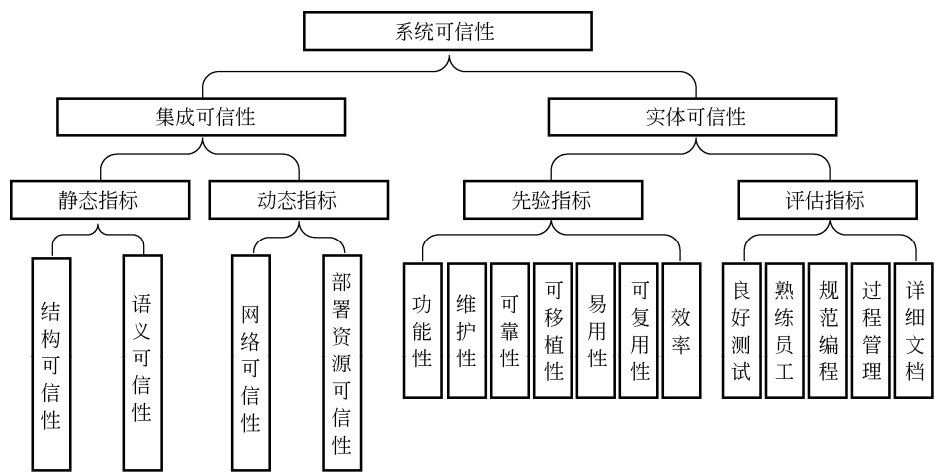 系统可信性
集成可信性
实体可信性
静态指标
动态指标
先验指标
评估指标
结构可信性
语义可信性
网络可信性
部署资源可信性
功能性
维护性
可靠性
可移植性
易用性
可复用性
效率
良好测试
熟练员工
规范编程
过程管理
详细文档